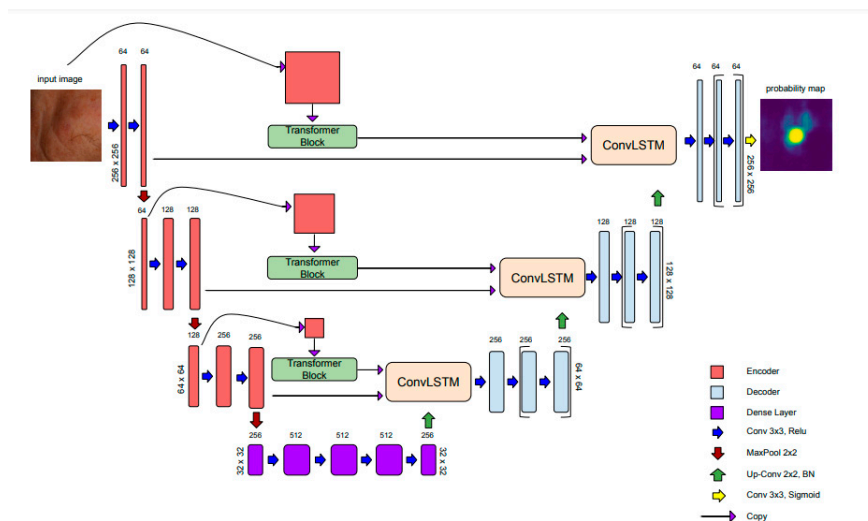 64 64
input image
256 x 256
Transformer
Block
ConvLSTM
64 64 64
probability map
256 x 256
64 128 128
128 x 128
Transformer
Block
ConvLSTM
128 128 128
128 x 128
128 256 256
64 x 64
Transformer
Block
ConvLSTM
256 256 256
64 x 64
256 512 512 512 256
32 x 32
32 x 32
Encoder
Decoder
Dense Layer
Conv 3x3, Relu
MaxPool 2x2
Up-Conv 2x2, BN
Conv 3x3, Sigmoid
Copy